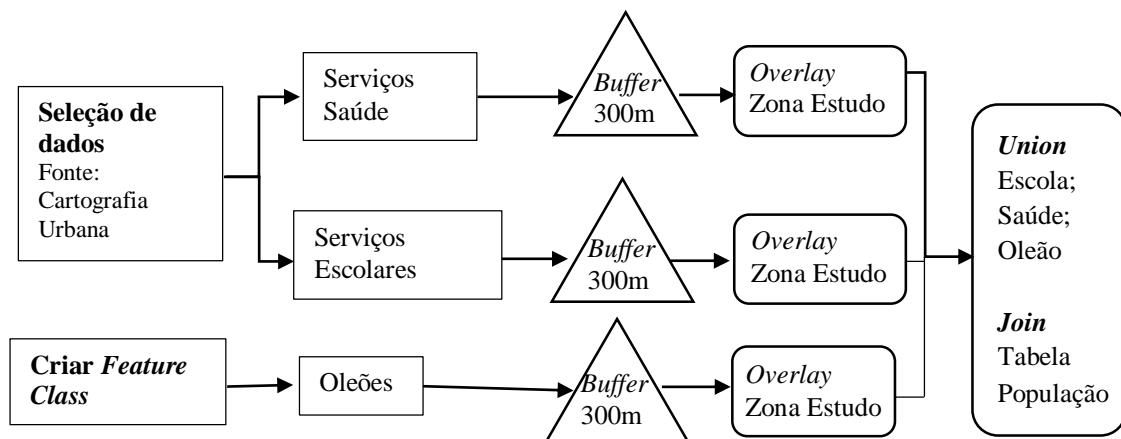 Seleção de
dados
Fonte:
Cartografia
Urbana
Serviços
Saúde
Buffer
300m
Overlay
Zona Estudo
Serviços
Escolares
Buffer
300m
Overlay
Zona Estudo
Criar Feature
Class
Oleões
Buffer
300m
Overlay
Zona Estudo
Union
Escola;
Saúde;
Oleão
Join
Tabela
População